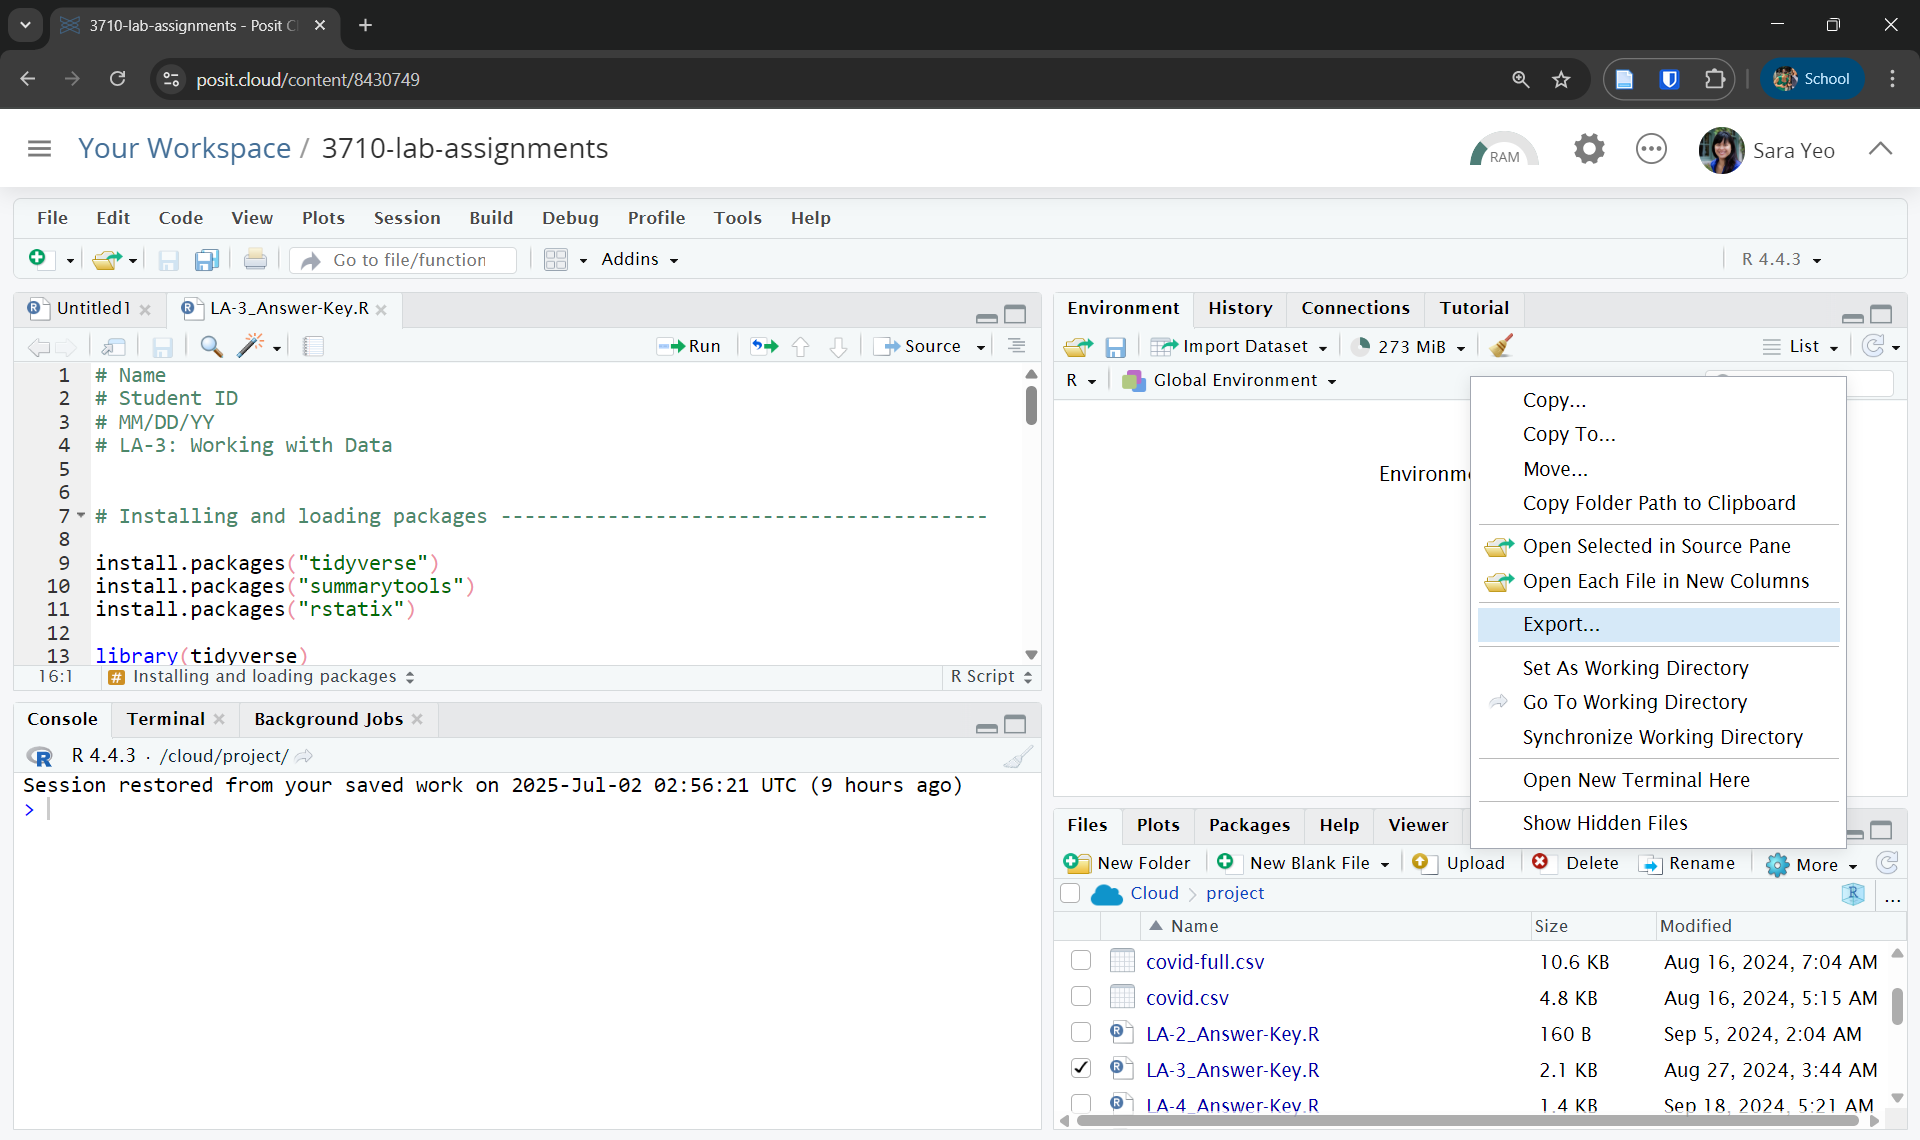 3710-lab-assignments - Posit Cl
posit.cloud/content/8430749
School
Your Workspace / 3710-lab-assignments
RAM
Sara Yeo
File Edit Code View Plots Session Build Debug Profile Tools Help
Go to file/function
Addins
R 4.4.3
Untitled1
LA-3_Answer-Key.R
Run
Source
1 # Name
2 # Student ID
3 # MM/DD/YY
4 # LA-3: Working with Data
5
6
7 # Installing and loading packages -----------------------------------------
8
9 install.packages("tidyverse")
10 install.packages("summarytools")
11 install.packages("rstatix")
12
13 library(tidyverse)
16:1
# Installing and loading packages
R Script
Console Terminal Background Jobs
R 4.4.3 · /cloud/project/
Session restored from your saved work on 2025-Jul-02 02:56:21 UTC (9 hours ago)
>
Environment History Connections Tutorial
Import Dataset
273 MiB
List
R
Global Environment
Environme
Copy...
Copy To...
Move...
Copy Folder Path to Clipboard
Open Selected in Source Pane
Open Each File in New Columns
Export...
Set As Working Directory
Go To Working Directory
Synchronize Working Directory
Open New Terminal Here
Show Hidden Files
Files Plots Packages Help Viewer
New Folder New Blank File Upload Delete Rename More
Cloud project
R ...
Name Size Modified
covid-full.csv 10.6 KB Aug 16, 2024, 7:04 AM
covid.csv 4.8 KB Aug 16, 2024, 5:15 AM
LA-2_Answer-Key.R 160 B Sep 5, 2024, 2:04 AM
LA-3_Answer-Key.R 2.1 KB Aug 27, 2024, 3:44 AM
LA-4_Answer-Key.R 1.4 KB Sep 18, 2024, 5:21 AM